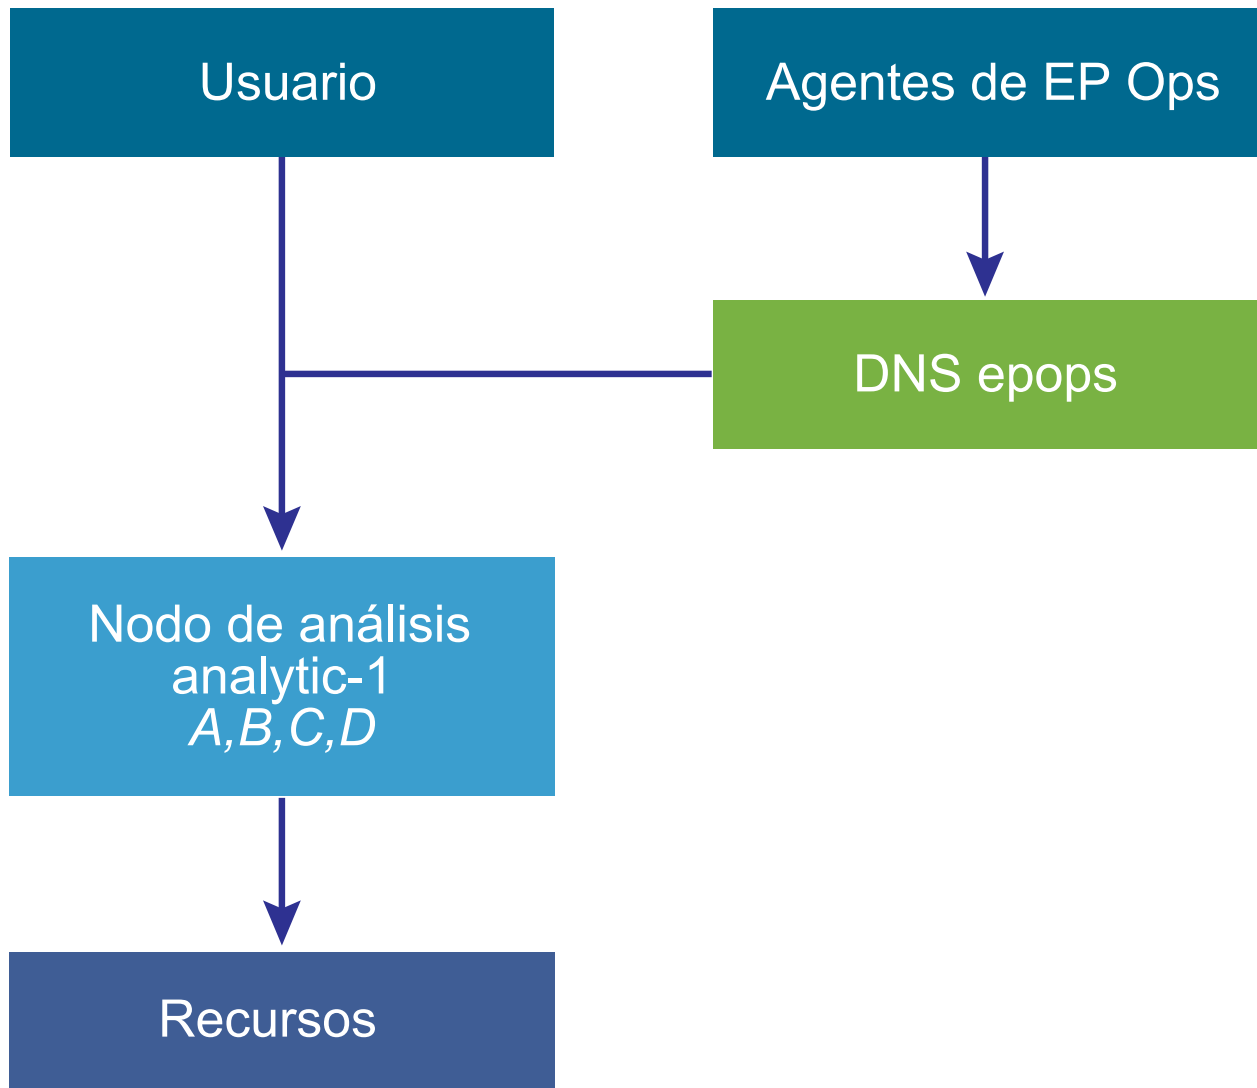 Usuario
Agentes de EP Ops
DNS epops
Nodo de análisis
analytic-1
A,B,C,D
Recursos